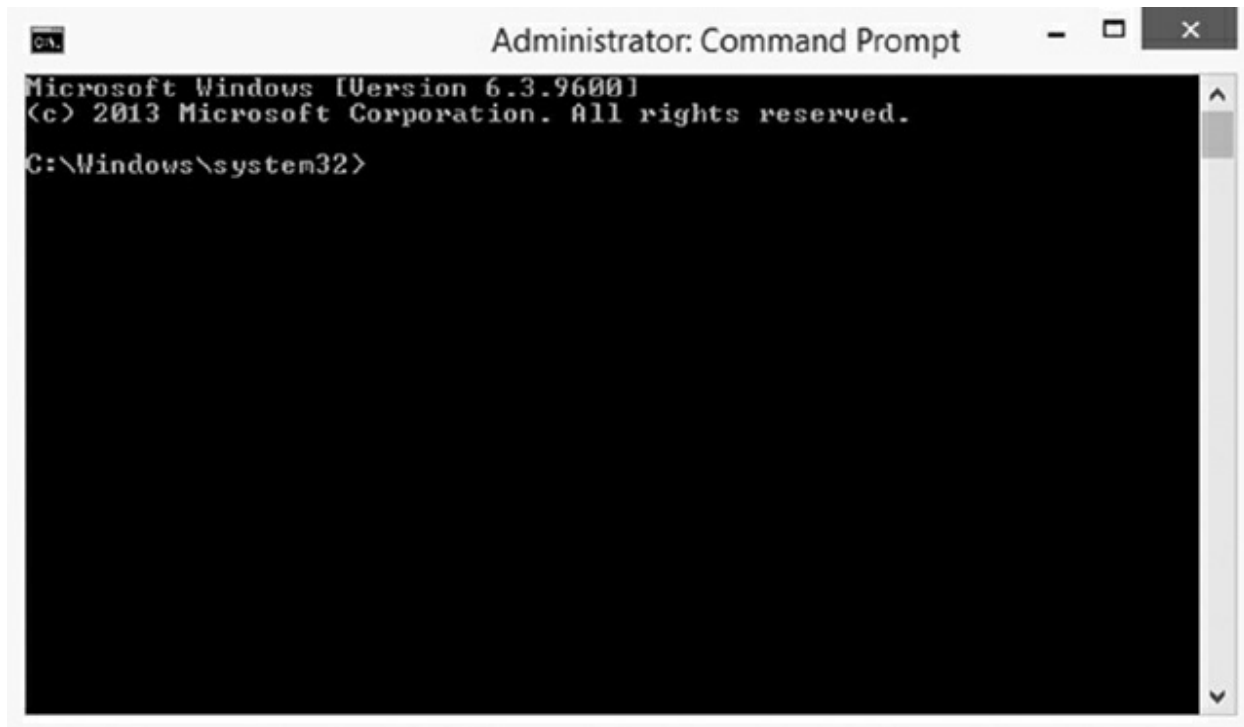 Administrator: Command Prompt
Microsoft Windows [Version 6.3.9600]
(c) 2013 Microsoft Corporation. All rights reserved.
C:\Windows\system32>